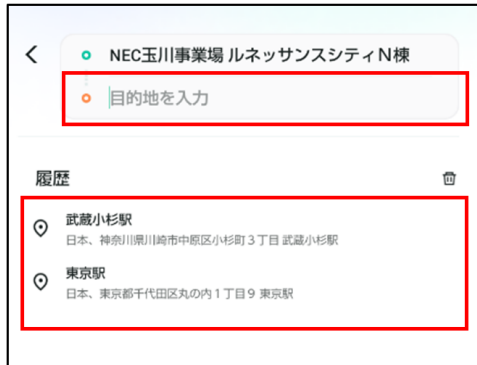 NEC玉川事業場 ルネッサンスシティN棟
目的地を入力
履歴
武蔵小杉駅
日本、神奈川県川崎市中原区小杉町3丁目 武蔵小杉駅
東京駅
日本、東京都千代田区丸の内1丁目9 東京駅